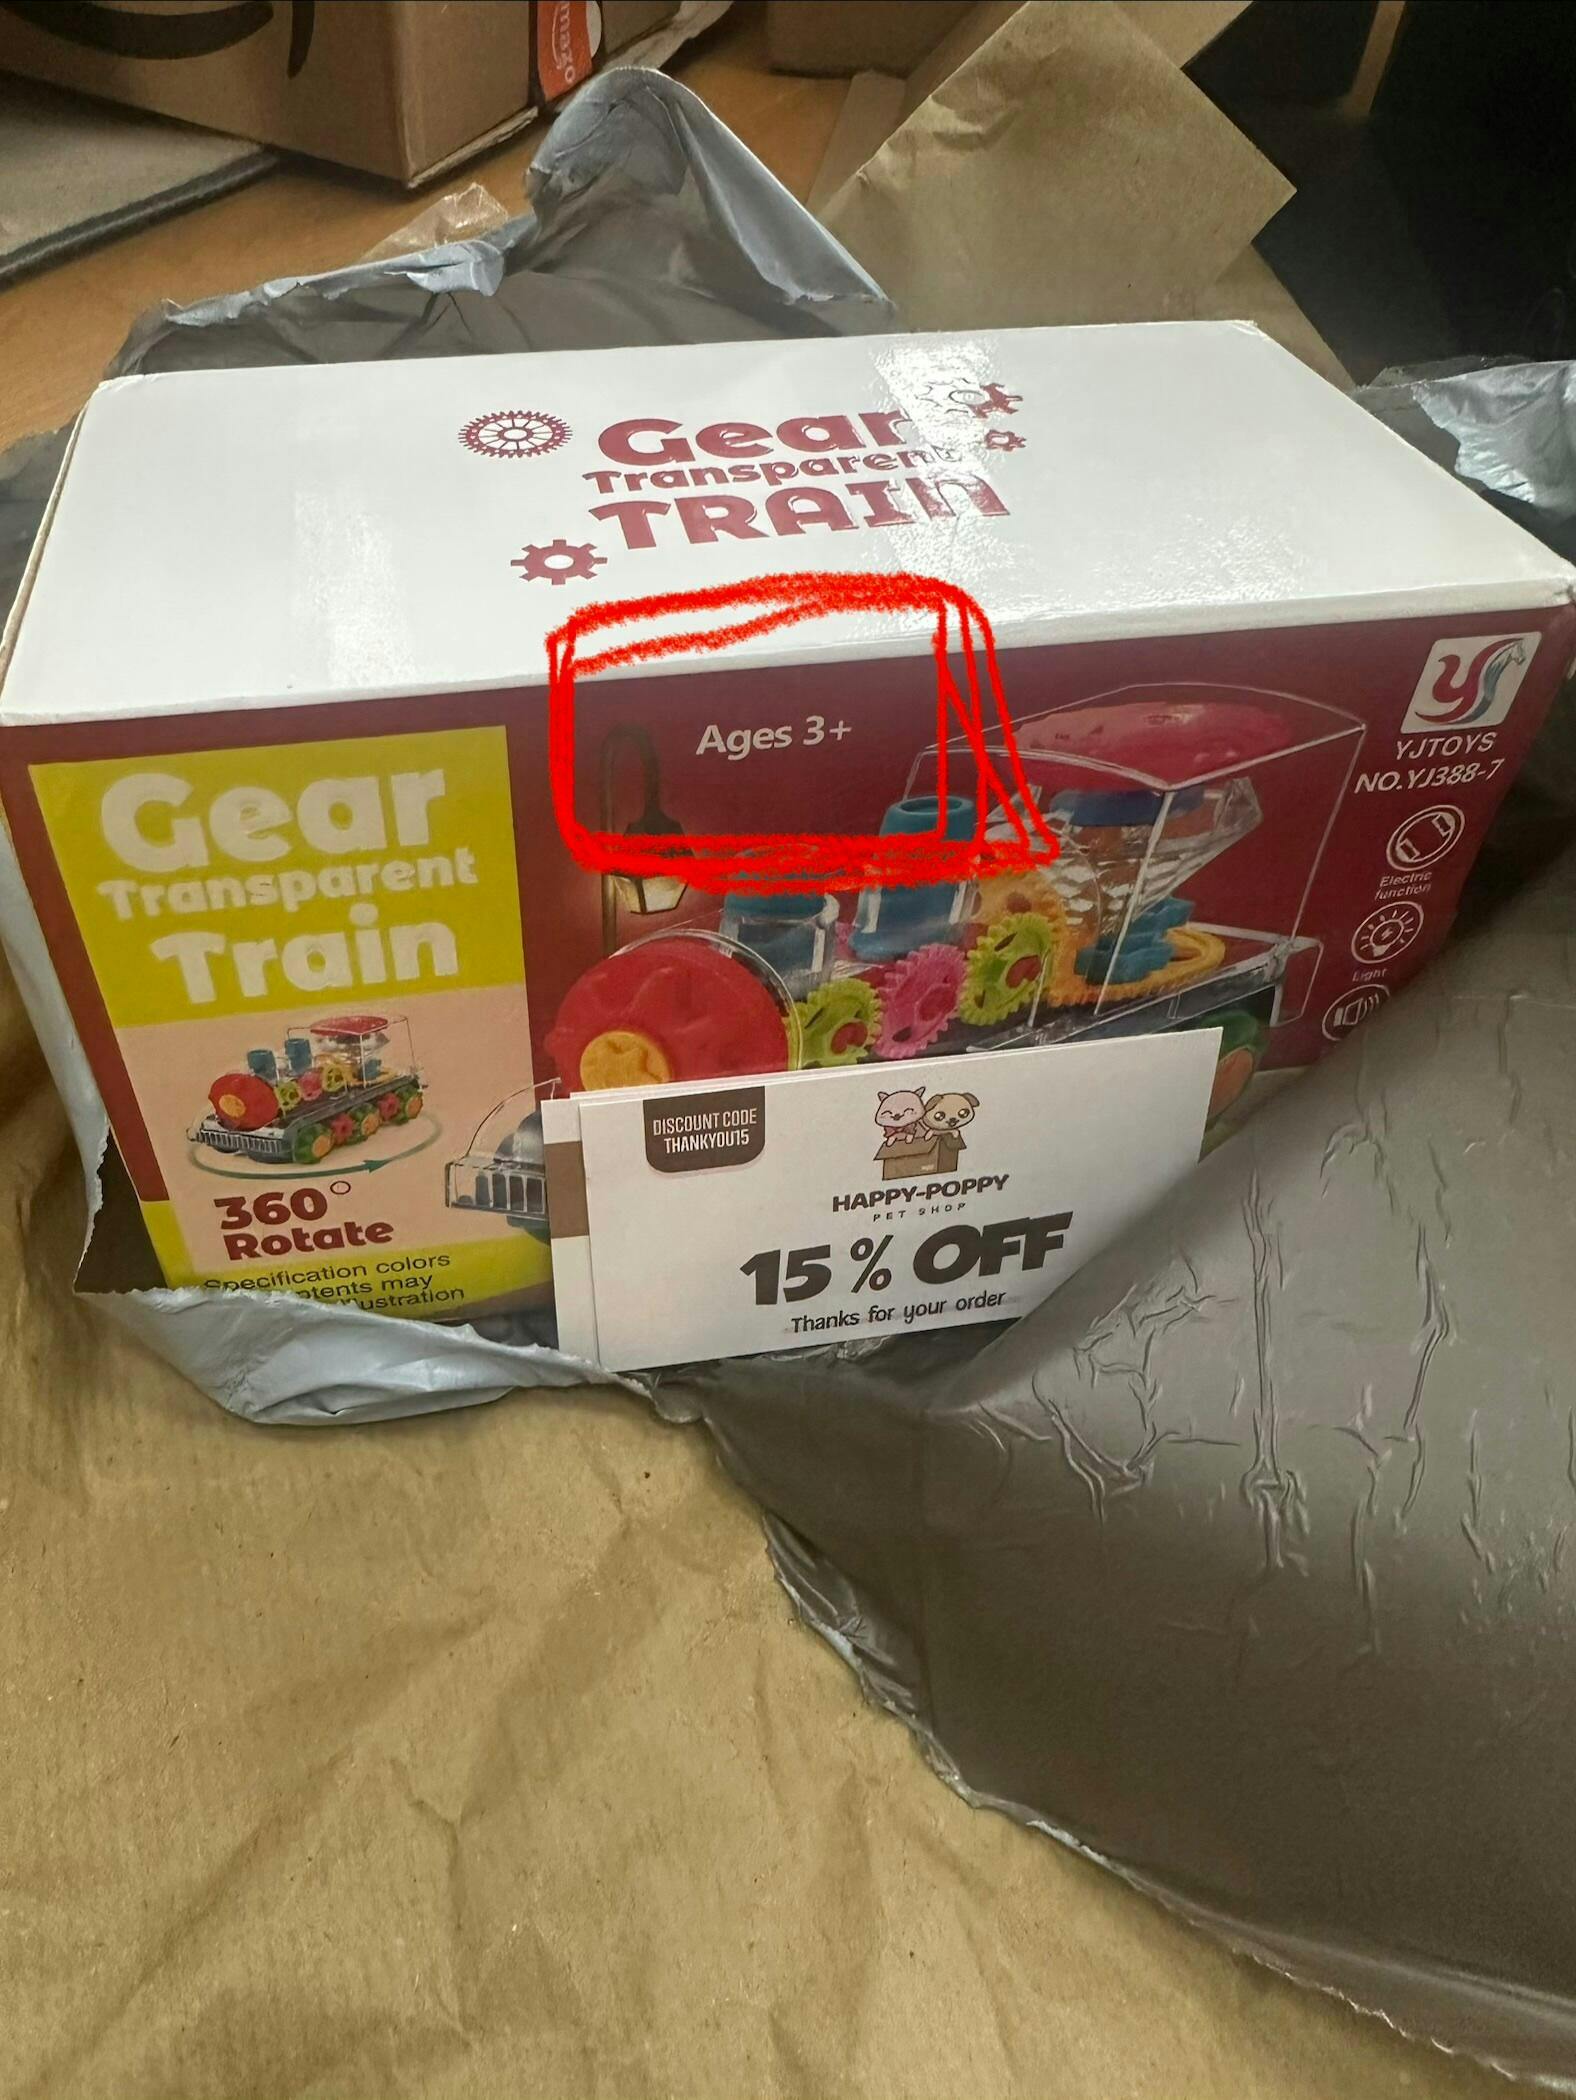 Gear
Transparent
TRAIN
Ages 3+
YJTOYS
NO.YJ388-7
Electric
function
Light
Gear
Transparent
Train
360°
Rotate
Specification colors
may
illustration
DISCOUNT CODE
THANKYOU15
HAPPY-POPPY
PET SHOP
15% OFF
Thanks for your order